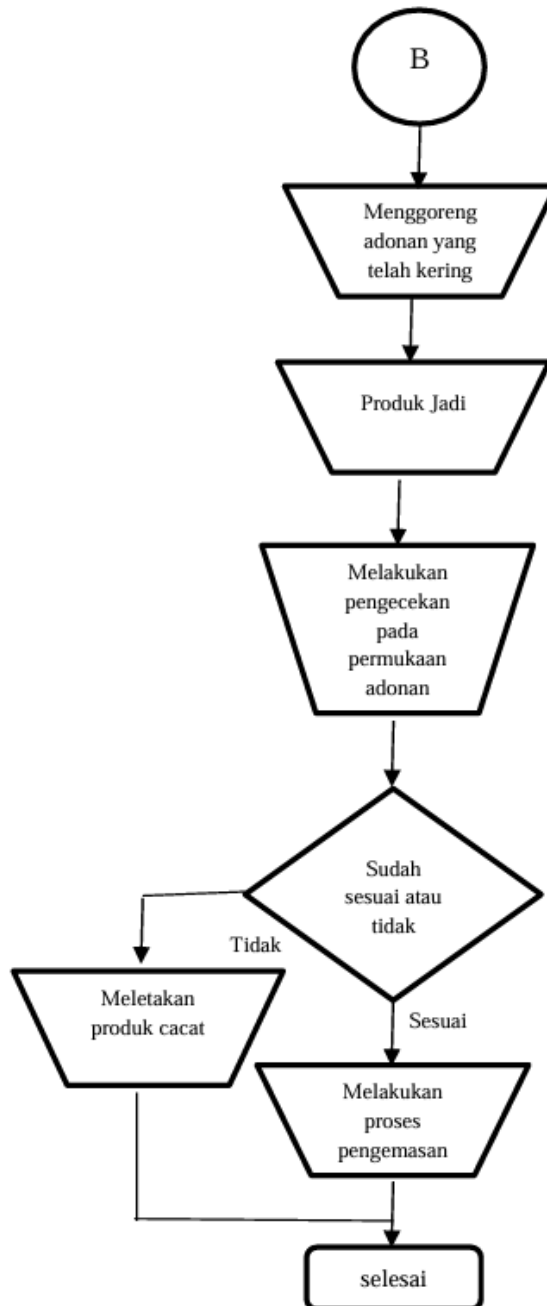 B
Menggoreng
adonan yang
telah kering
Produk Jadi
Melakukan
pengecekan
pada
permukaan
adonan
Sudah
sesuai atau
tidak
Tidak
Meletakan
produk cacat
Sesuai
Melakukan
proses
pengemasan
selesai